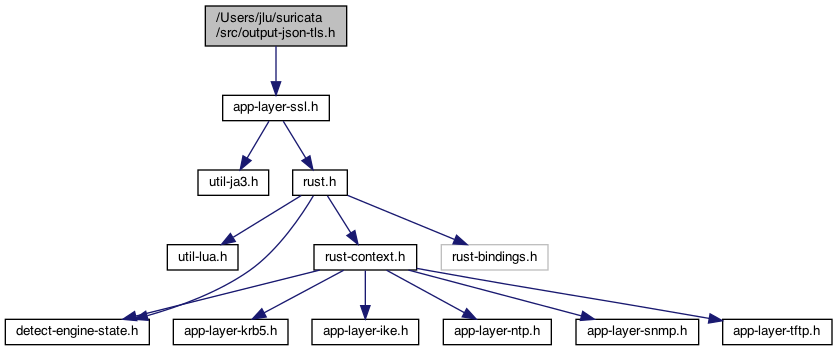 /Users/jlu/suricata
/src/output-json-tls.h
app-layer-ssl.h
util-ja3.h
rust.h
util-lua.h
rust-context.h
rust-bindings.h
detect-engine-state.h
app-layer-krb5.h
app-layer-ike.h
app-layer-ntp.h
app-layer-snmp.h
app-layer-tftp.h